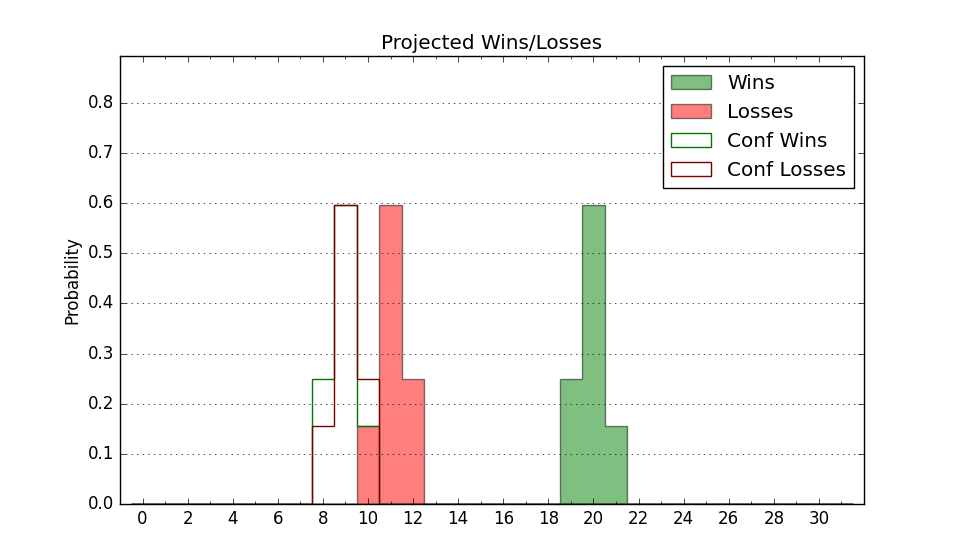 Projected Wins/Losses
Wins
Losses
Conf Wins
Conf Losses
Probability
0.8
0.7
0.6
0.5
0.4
0.3
0.2
0.1
0.0
0 2 4 6 8 10 12 14 16 18 20 22 24 26 28 30